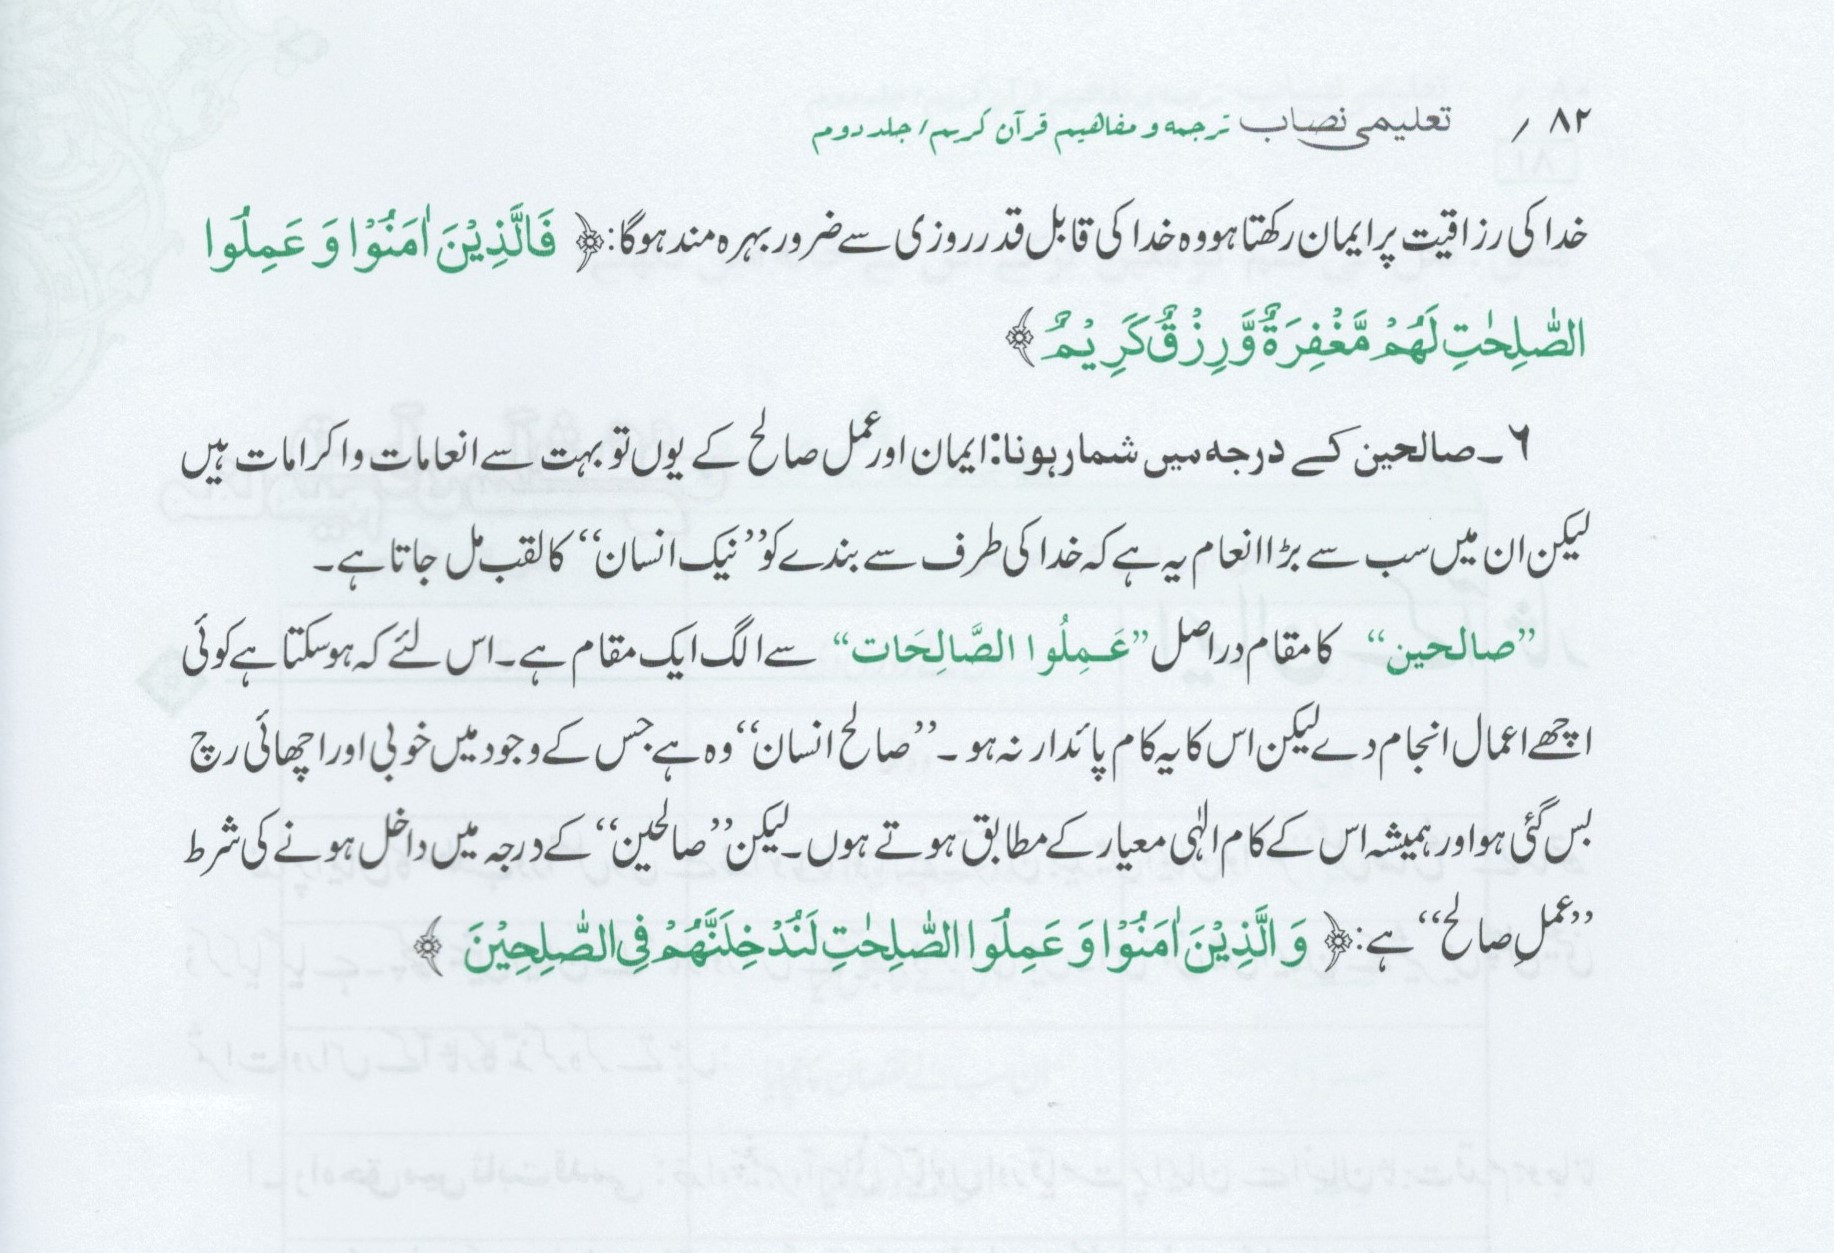 ۸۲ / تعلیمی نصاب ترجمه و مفاهیم قرآن کریم/ جلد دوم
خدا کی رزاقیت پر ایمان رکھتا ہو وہ خدا کی قابل قدر روزی سے ضرور بہرہ مند ہوگا:﴿ فَالَّذِیْنَ اٰمَنُوْا وَ عَمِلُوا
الصّٰلِحٰتِ لَهُمْ مَّغْفِرَةٌ وَّرِزْقٌ كَرِیْمٌ ﴾
۶۔صالحین کے درجہ میں شمار ہونا: ایمان اور عمل صالح کے یوں تو بہت سے انعامات و اکرامات ہیں
لیکن ان میں سب سے بڑا انعام یہ ہے کہ خدا کی طرف سے بندے کو ”نیک انسان“ کا لقب مل جاتا ہے۔
”صالحین“ کا مقام دراصل ”عَـمِلُوا الصَّالِحَات“ سے الگ ایک مقام ہے۔اس لئے کہ ہوسکتا ہے کوئی
اچھے اعمال انجام دے لیکن اس کا یہ کام پائدار نہ ہو۔”صالح انسان“ وہ ہے جس کے وجود میں خوبی اور اچھائی رچ
بس گئی ہو اور ہمیشہ اس کے کام الٰہی معیار کے مطابق ہوتے ہوں۔لیکن ”صالحین“ کے درجہ میں داخل ہونے کی شرط
”عملِ صالح“ ہے:﴿ وَ الَّذِیْنَ اٰمَنُوْا وَ عَمِلُوا الصّٰلِحٰتِ لَنُدْخِلَنَّهُمْ فِی الصّٰلِحِیْنَ ﴾